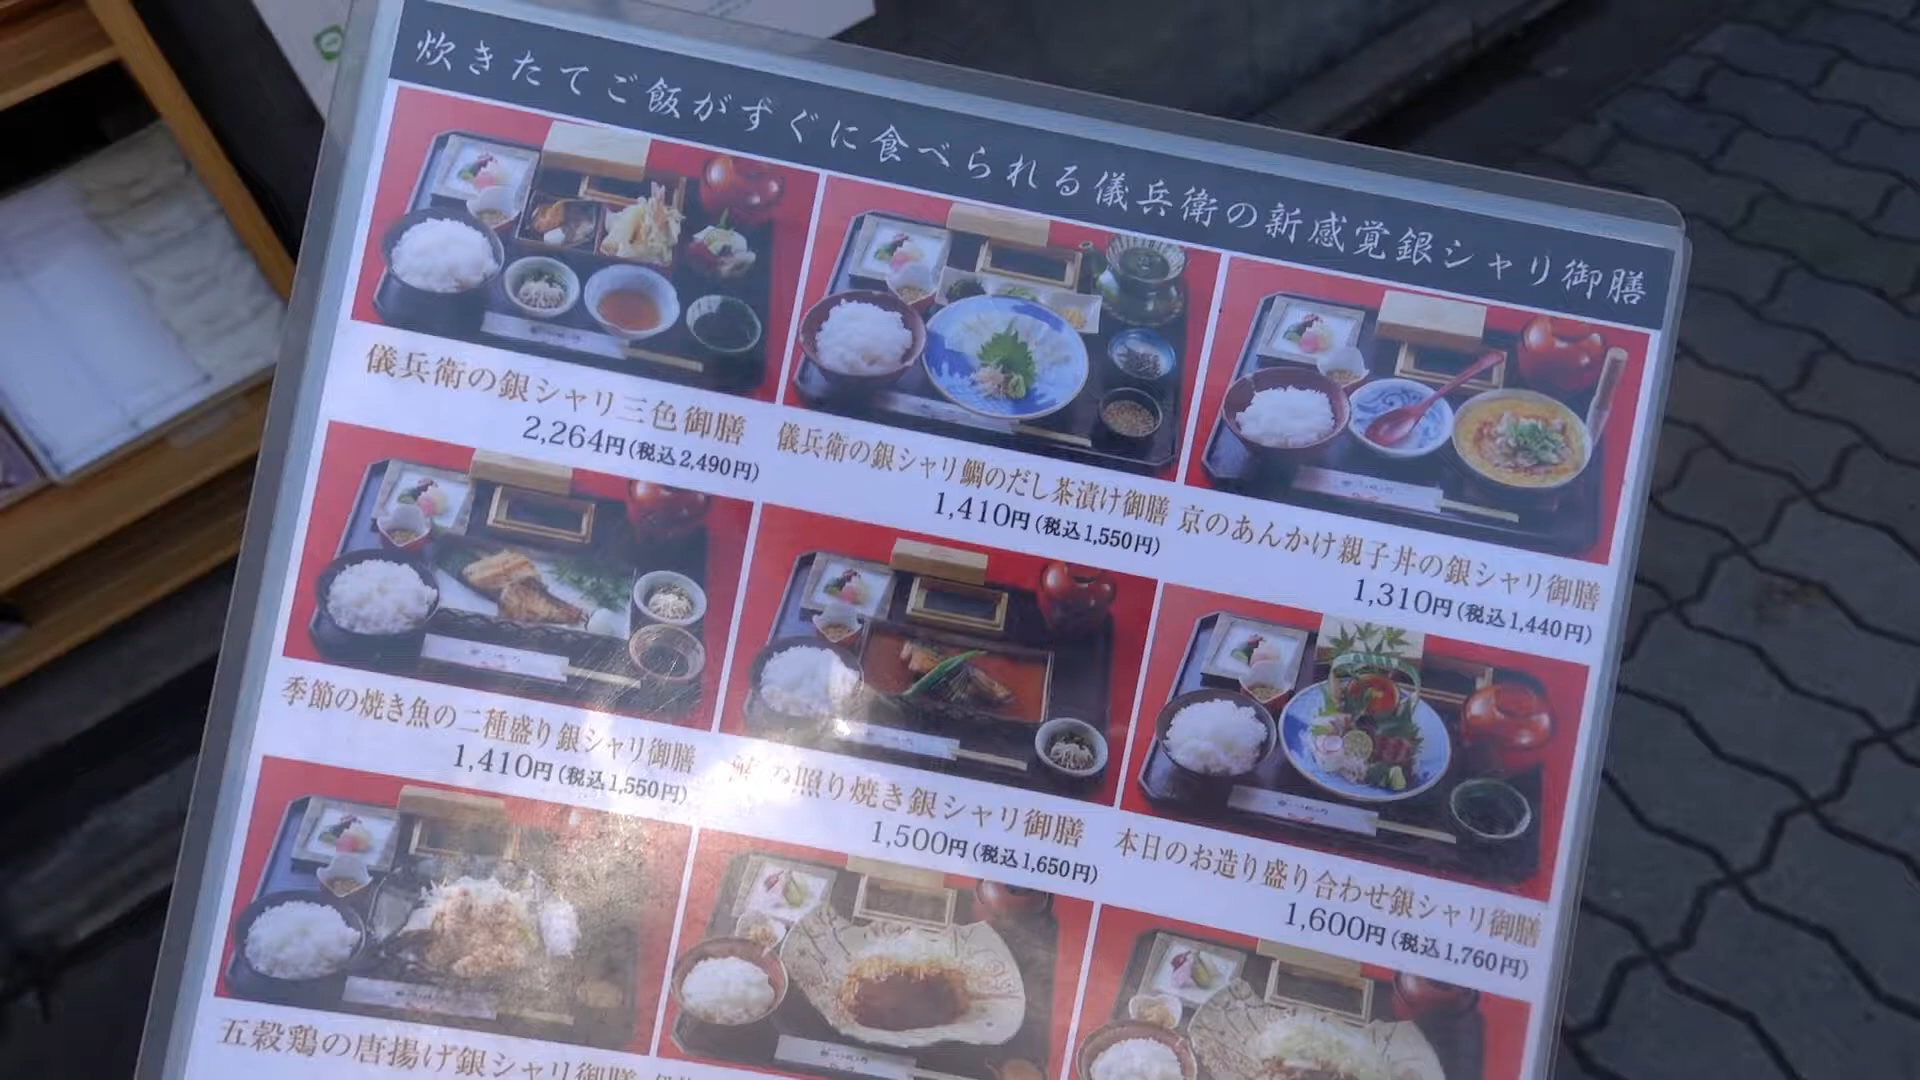 炊きたてご飯がすぐに食べられる儀兵衛の新感覚銀シャリ御膳
儀兵衛の銀シャリ三色御膳
2,264円(税込2,490円)
儀兵衛の銀シャリ鯛のだし茶漬け御膳
1,410円(税込1,550円)
京のあんかけ親子丼の銀シャリ御膳
1,310円(税込1,440円)
季節の焼き魚の二種盛り銀シャリ御膳
1,410円(税込1,550円)
の照り焼き銀シャリ御膳
1,500円(税込1,650円)
本日のお造り盛り合わせ銀シャリ御膳
1,600円(税込1,760円)
五穀鶏の唐揚げ銀シャリ御膳